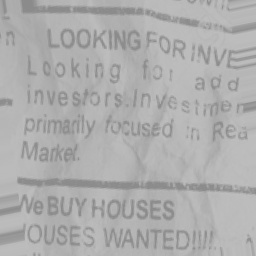 LOOKING FOR INVE
Looking for add
investors.Investmen
primarily focused in Rea
Market.
We BUY HOUSES
HOUSES WANTED!!!!